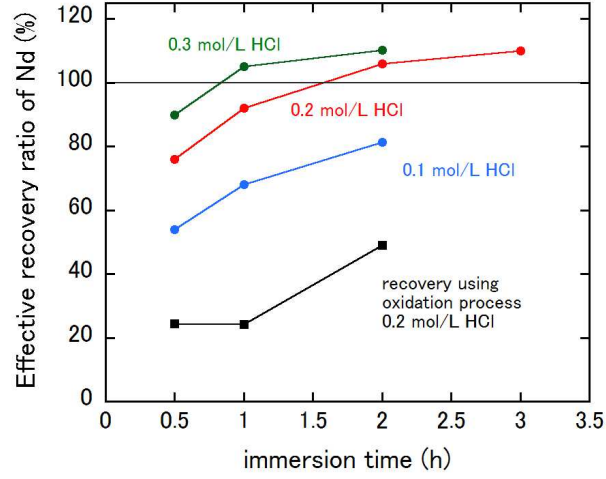 Effective recovery ratio of Nd (%)
120
100
80
60
40
20
0
0.3 mol/L HCl
0.2 mol/L HCl
0.1 mol/L HCl
recovery using
oxidation process
0.2 mol/L HCl
0
0.5
1
1.5
2
2.5
3
3.5
immersion time (h)